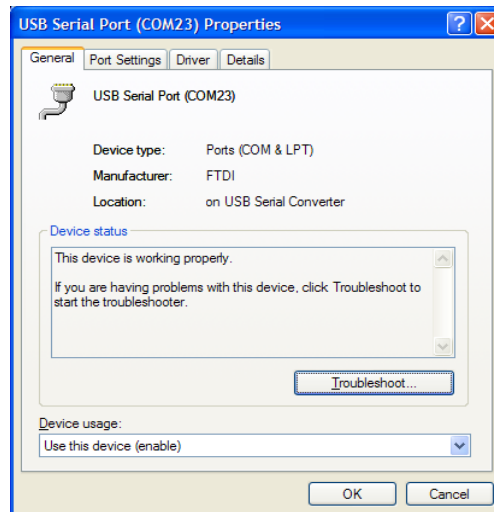 USB Serial Port (COM23) Properties
General Port Settings Driver Details
USB Serial Port (COM23)
Device type: Ports (COM & LPT)
Manufacturer: FTDI
Location: on USB Serial Converter
Device status
This device is working properly.
If you are having problems with this device, click Troubleshoot to
start the troubleshooter.
Troubleshoot...
Device usage:
Use this device (enable)
OK Cancel